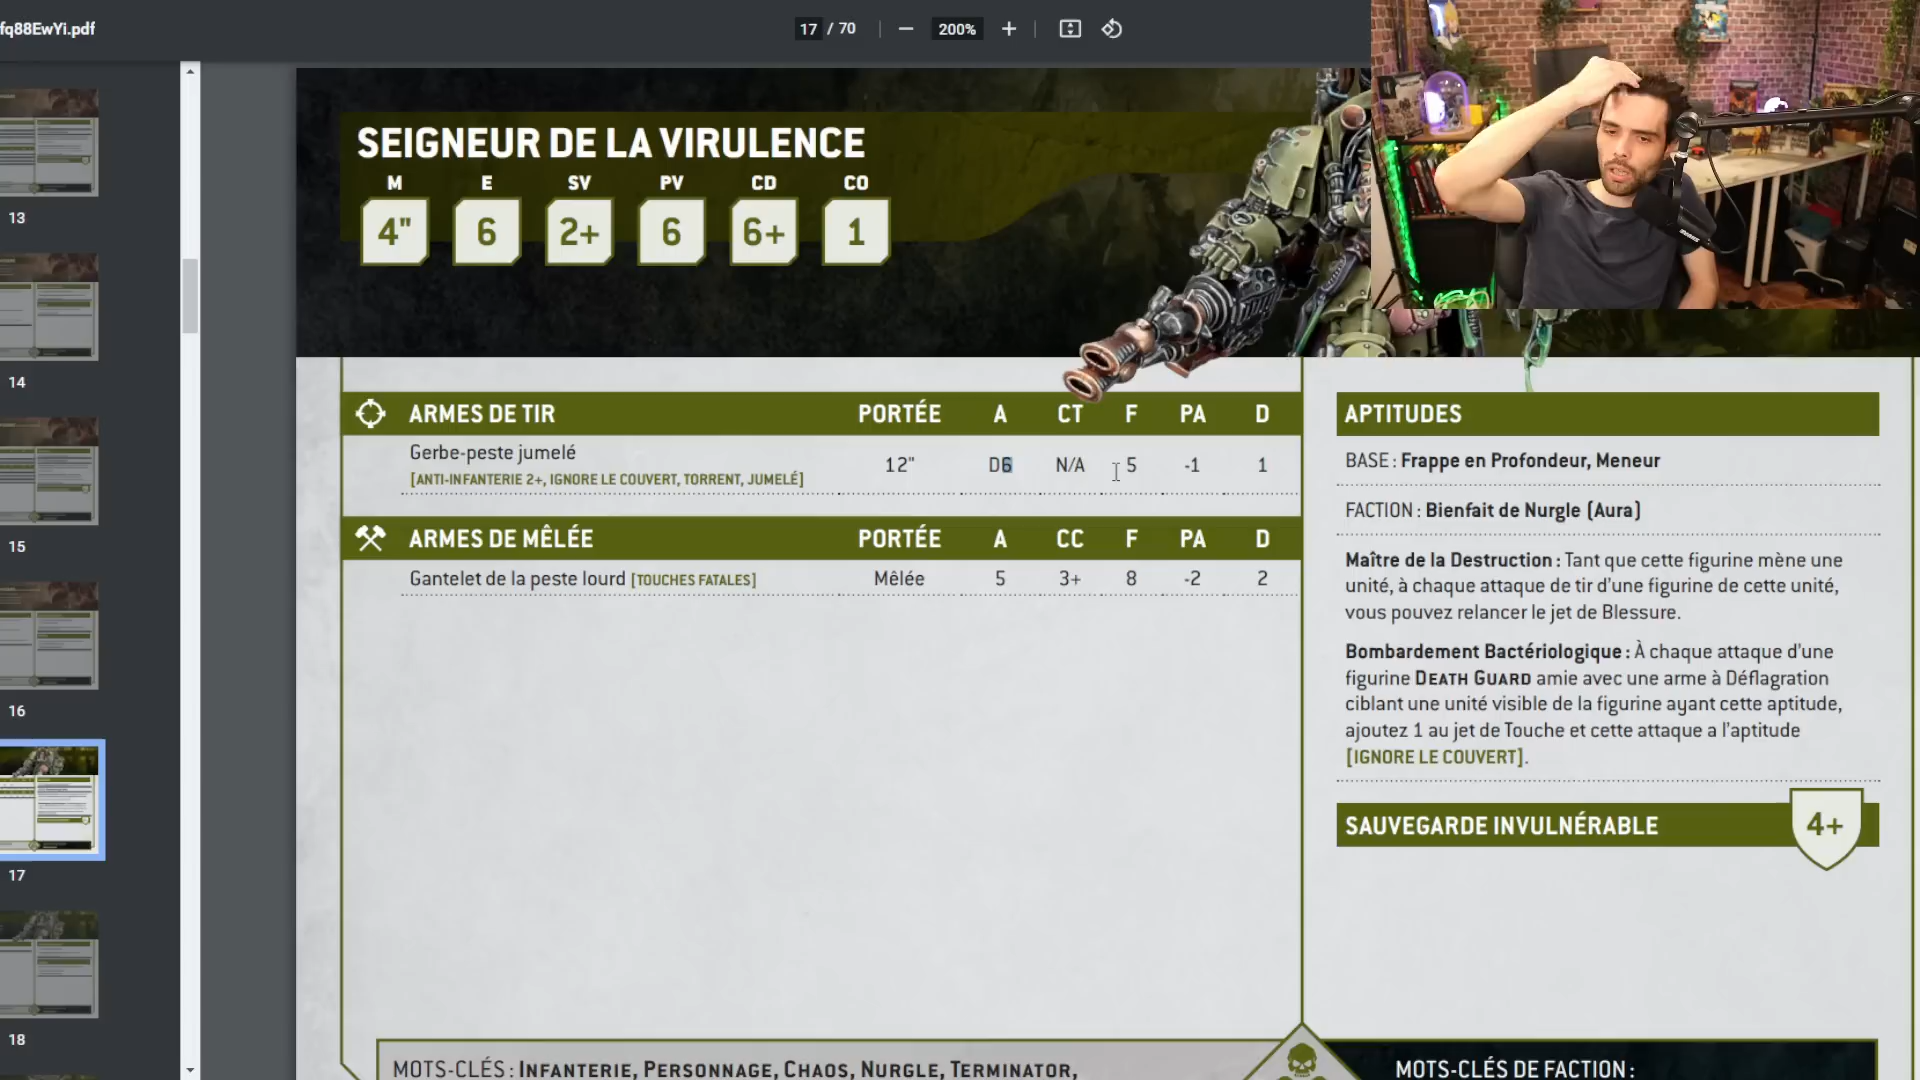 fq88EwYi.pdf
17 / 70
200%
13
14
15
16
17
18
SEIGNEUR DE LA VIRULENCE
M E SV PV CD CO
4" 6 2+ 6 6+ 1
ARMES DE TIR PORTÉE A CT F PA D
Gerbe-peste jumelé
[ANTI-INFANTERIE 2+, IGNORE LE COUVERT, TORRENT, JUMELÉ]
12" D6 N/A 5 -1 1
ARMES DE MÊLÉE PORTÉE A CC F PA D
Gantelet de la peste lourd [TOUCHES FATALES] Mêlée 5 3+ 8 -2 2
APTITUDES
BASE : Frappe en Profondeur, Meneur
FACTION : Bienfait de Nurgle (Aura)
Maître de la Destruction : Tant que cette figurine mène une
unité, à chaque attaque de tir d'une figurine de cette unité,
vous pouvez relancer le jet de Blessure.
Bombardement Bactériologique : À chaque attaque d'une
figurine DEATH GUARD amie avec une arme à Déflagration
ciblant une unité visible de la figurine ayant cette aptitude,
ajoutez 1 au jet de Touche et cette attaque a l'aptitude
[IGNORE LE COUVERT].
SAUVEGARDE INVULNÉRABLE 4+
MOTS-CLÉS : INFANTERIE, PERSONNAGE, CHAOS, NURGLE, TERMINATOR,
MOTS-CLÉS DE FACTION :